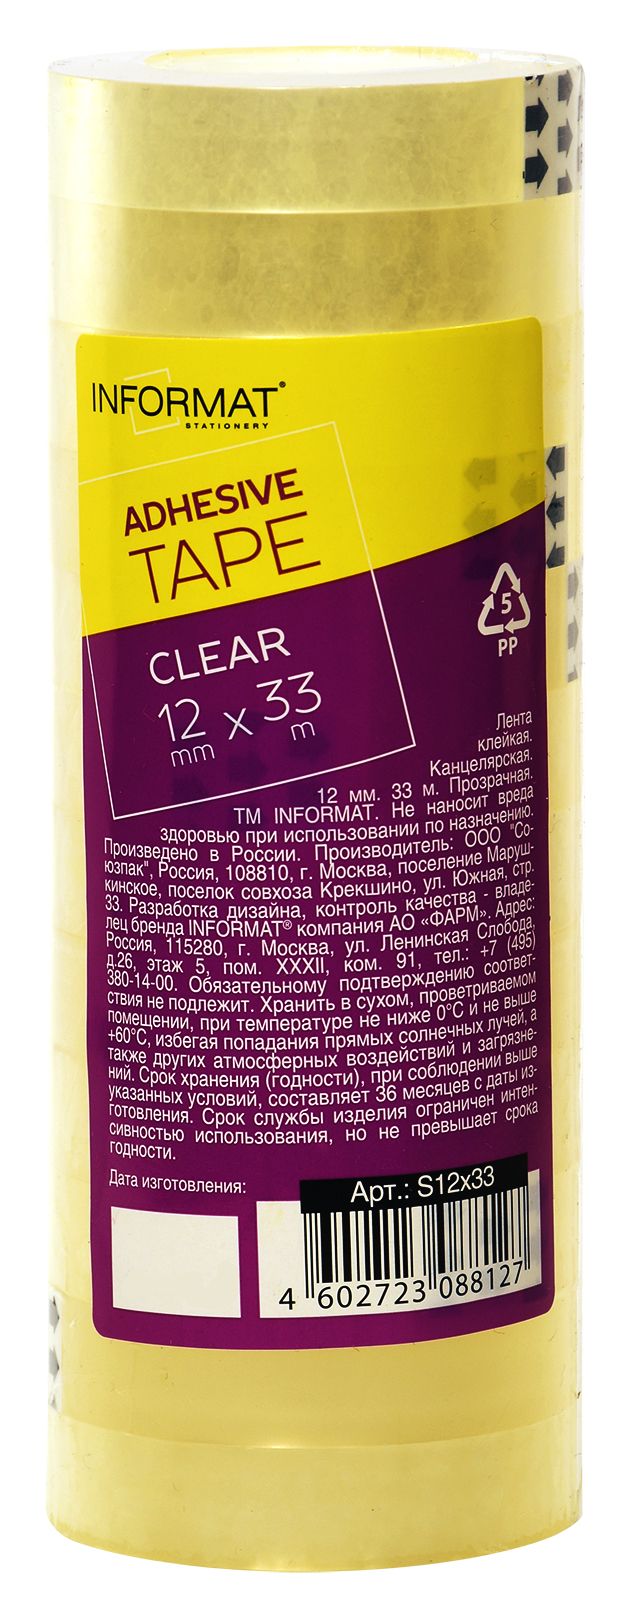 INFORMAT®
STATIONERY
ADHESIVE
TAPE
CLEAR
12 x 33
mm m
5
PP
Лента
клейкая.
Канцелярская.
12 мм. 33 м. Прозрачная.
ТМ INFORMAT. Не наносит вреда
здоровью при использовании по назначению.
Произведено в России. Производитель: ООО "Со-
юзпак", Россия, 108810, г. Москва, поселение Маруш-
кинское, поселок совхоза Крекшино, ул. Южная, стр.
33. Разработка дизайна, контроль качества - владе-
лец бренда INFORMAT® компания АО «ФАРМ». Адрес:
Россия, 115280, г. Москва, ул. Ленинская Слобода,
д.26, этаж 5, пом. XXXII, ком. 91, тел.: +7 (495)
380-14-00. Обязательному подтверждению соответ-
ствия не подлежит. Хранить в сухом, проветриваемом
помещении, при температуре не ниже 0°С и не выше
+60°С, избегая попадания прямых солнечных лучей, а
также других атмосферных воздействий и загрязне-
ний. Срок хранения (годности), при соблюдении выше
указанных условий, составляет 36 месяцев с даты из-
готовления. Срок службы изделия ограничен интен-
сивностью использования, но не превышает срока
годности.
Дата изготовления:
Арт.: S12x33
4 602723 088127